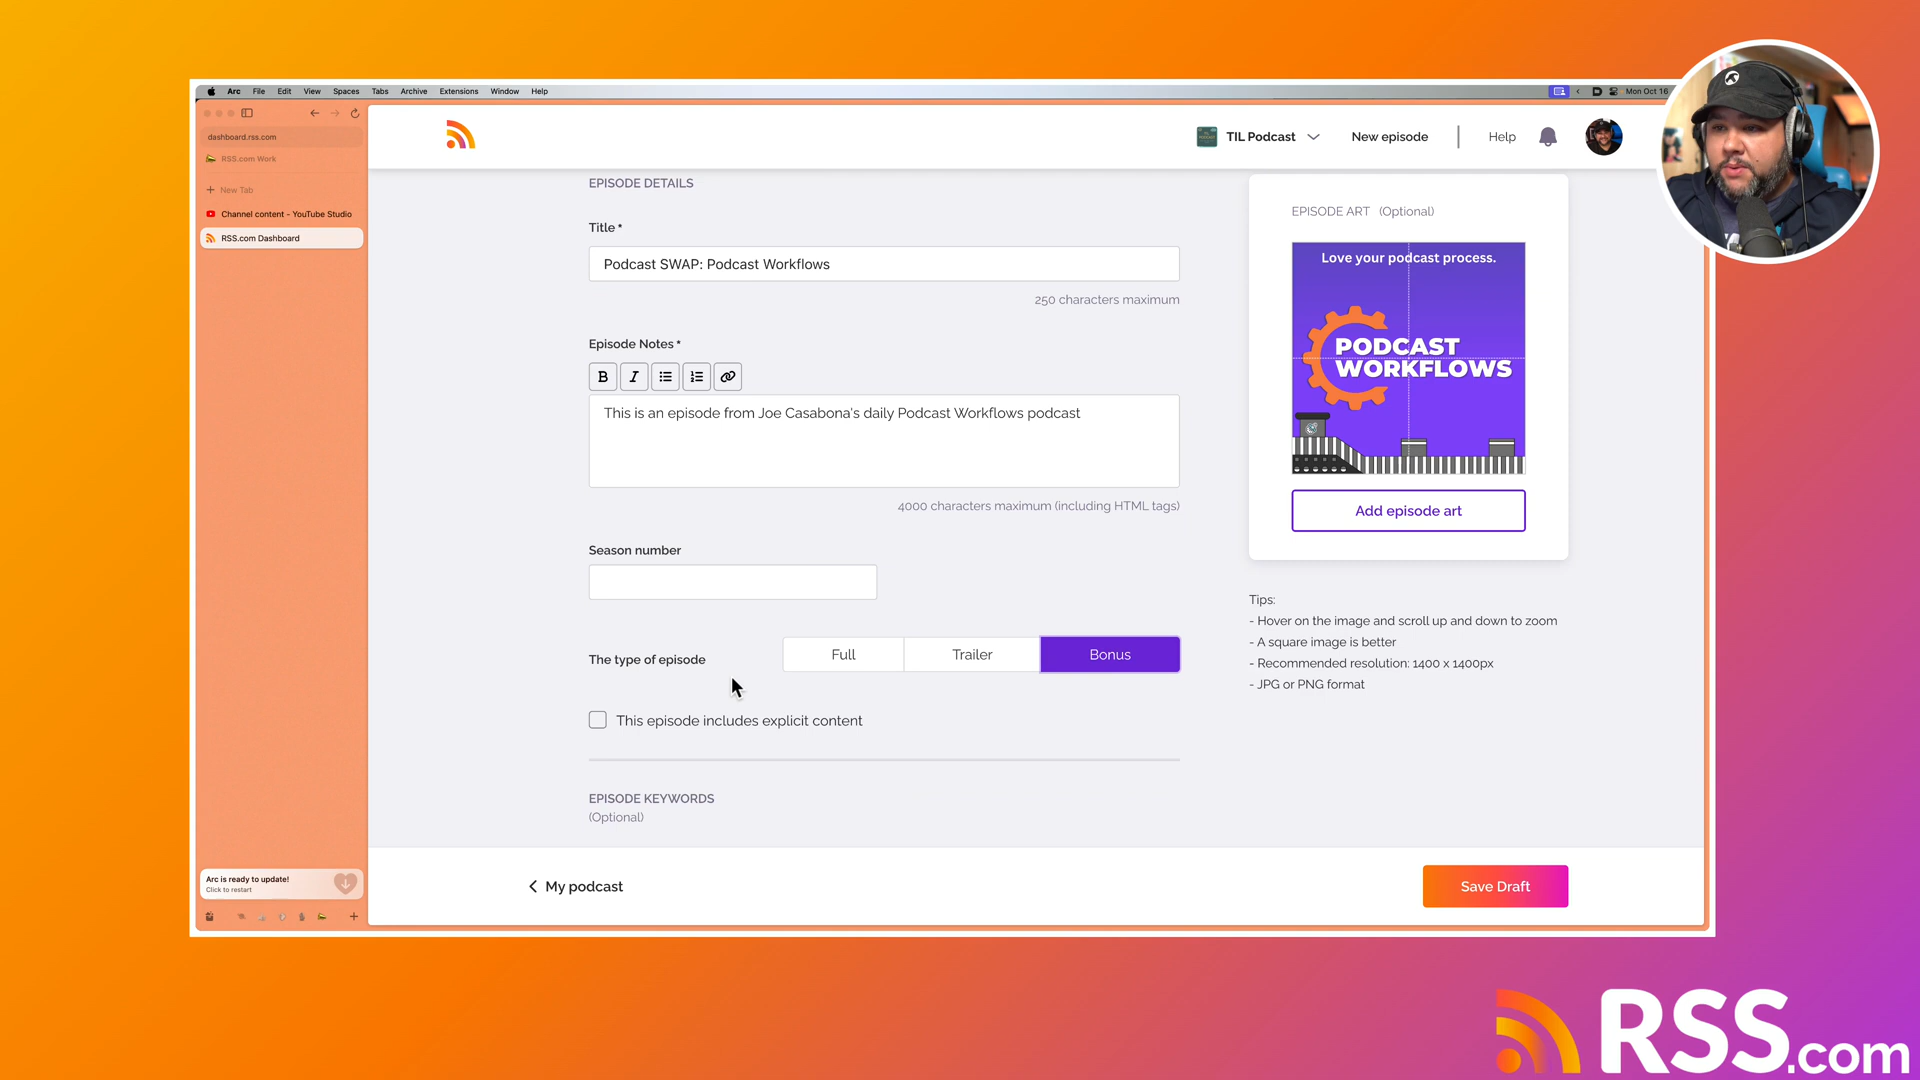 Arc File Edit View Spaces Tabs Archive Extensions Window Help
Mon Oct 16
dashboard.rss.com
RSS.com Work
New Tab
Channel content - YouTube Studio
RSS.com Dashboard
TIL Podcast
New episode
Help
EPISODE DETAILS
Title *
Podcast SWAP: Podcast Workflows
250 characters maximum
Episode Notes *
B I
This is an episode from Joe Casabona's daily Podcast Workflows podcast
4000 characters maximum (including HTML tags)
Season number
The type of episode
Full
Trailer
Bonus
This episode includes explicit content
EPISODE KEYWORDS
(Optional)
EPISODE ART (Optional)
Love your podcast process.
PODCAST
WORKFLOWS
Add episode art
Tips:
- Hover on the image and scroll up and down to zoom
- A square image is better
- Recommended resolution: 1400 x 1400px
- JPG or PNG format
Arc is ready to update!
Click to restart
My podcast
Save Draft
RSS.com